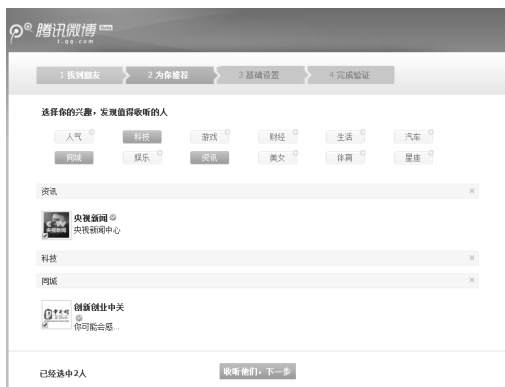 腾讯微博 Beta
t.qq.com
1 找到朋友 2 为你推荐 3 基础设置 4 完成验证
选择你的兴趣，发现值得收听的人
人气 科技 游戏 财经 生活 汽车
同城 娱乐 资讯 美女 体育 星座
资讯
央视新闻
央视新闻中心
科技
同城
创新创业中关
你可能会感...
已经选中2人
收听他们，下一步